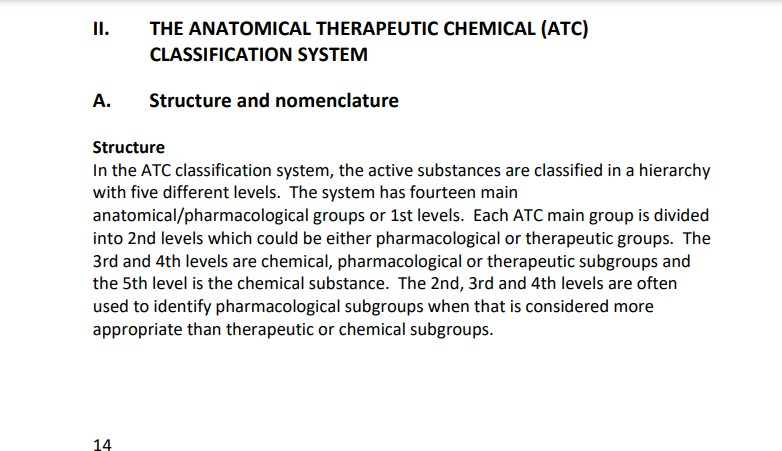 II. THE ANATOMICAL THERAPEUTIC CHEMICAL (ATC)
CLASSIFICATION SYSTEM
A. Structure and nomenclature
Structure
In the ATC classification system, the active substances are classified in a hierarchy
with five different levels.  The system has fourteen main
anatomical/pharmacological groups or 1st levels.  Each ATC main group is divided
into 2nd levels which could be either pharmacological or therapeutic groups.  The
3rd and 4th levels are chemical, pharmacological or therapeutic subgroups and
the 5th level is the chemical substance.  The 2nd, 3rd and 4th levels are often
used to identify pharmacological subgroups when that is considered more
appropriate than therapeutic or chemical subgroups.
14